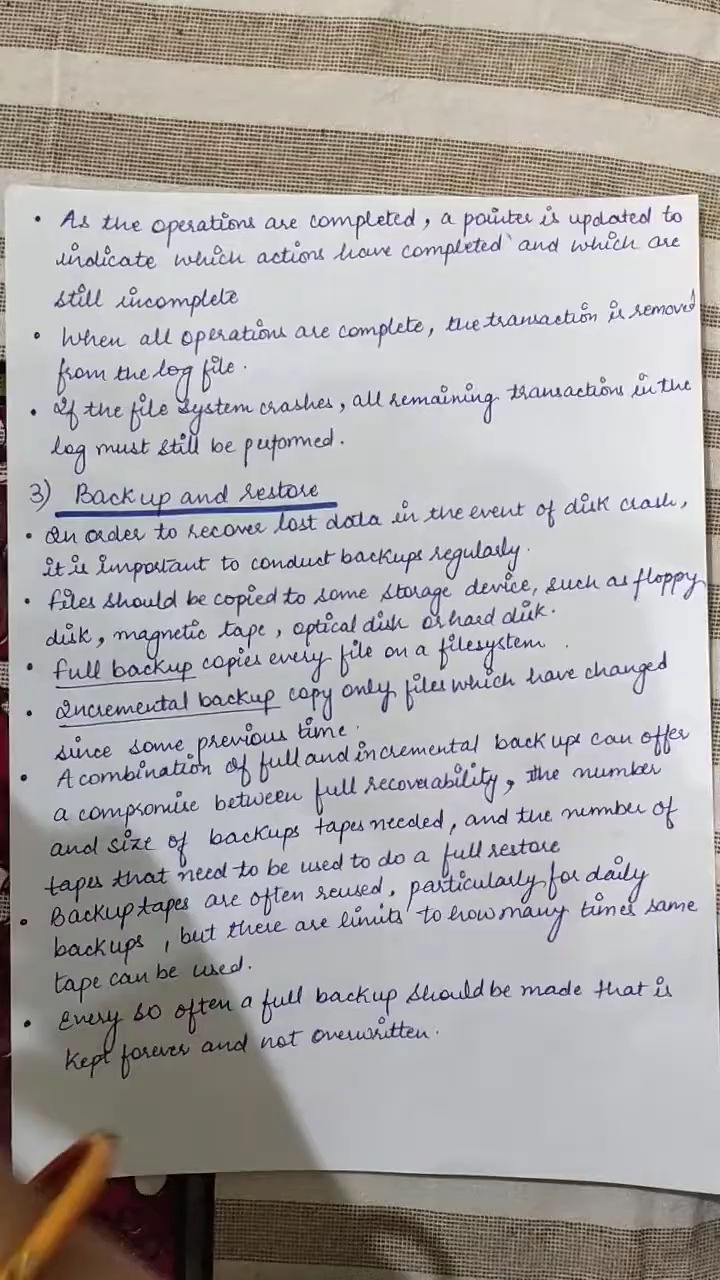 • As the operations are completed, a pointer is updated to
indicate which actions have completed and which are
still incomplete
• When all operations are complete, the transaction is removed
from the log file.
• If the file system crashes, all remaining transactions in the
log must still be performed.
3) Backup and restore
• In order to recover lost data in the event of disk crash,
it is important to conduct backups regularly.
• files should be copied to some storage device, such as floppy
disk, magnetic tape, optical disk or hard disk.
• full backup copies every file on a filesystem.
• Incremental backup copy only files which have changed
since some previous time.
• A combination of full and incremental backups can offer
a compromise between full recoverability, the number
and size of backups tapes needed, and the number of
tapes that need to be used to do a full restore
• Backup tapes are often reused, particularly for daily
backups, but there are limits to how many times same
tape can be used.
• Every so often a full backup should be made that is
kept forever and not overwritten.